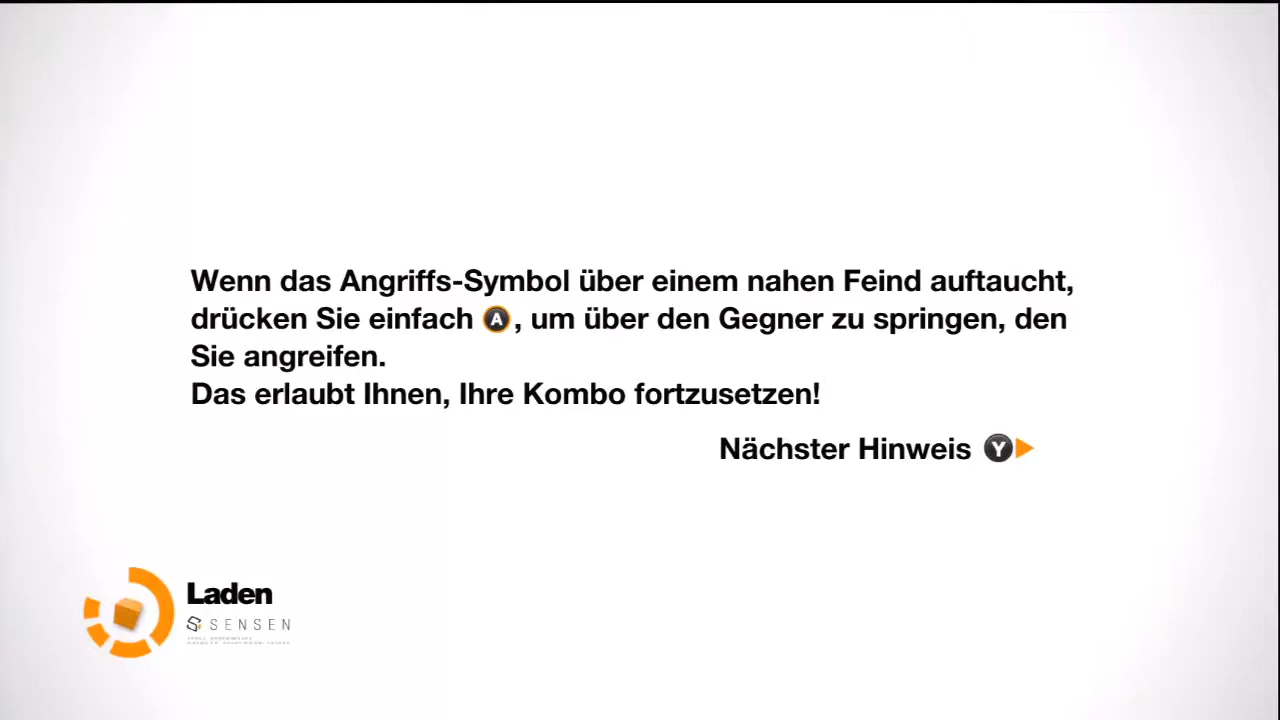 Wenn das Angriffs-Symbol über einem nahen Feind auftaucht,
drücken Sie einfach A, um über den Gegner zu springen, den
Sie angreifen.
Das erlaubt Ihnen, Ihre Kombo fortzusetzen!
Nächster Hinweis Y
Laden
SENSEN